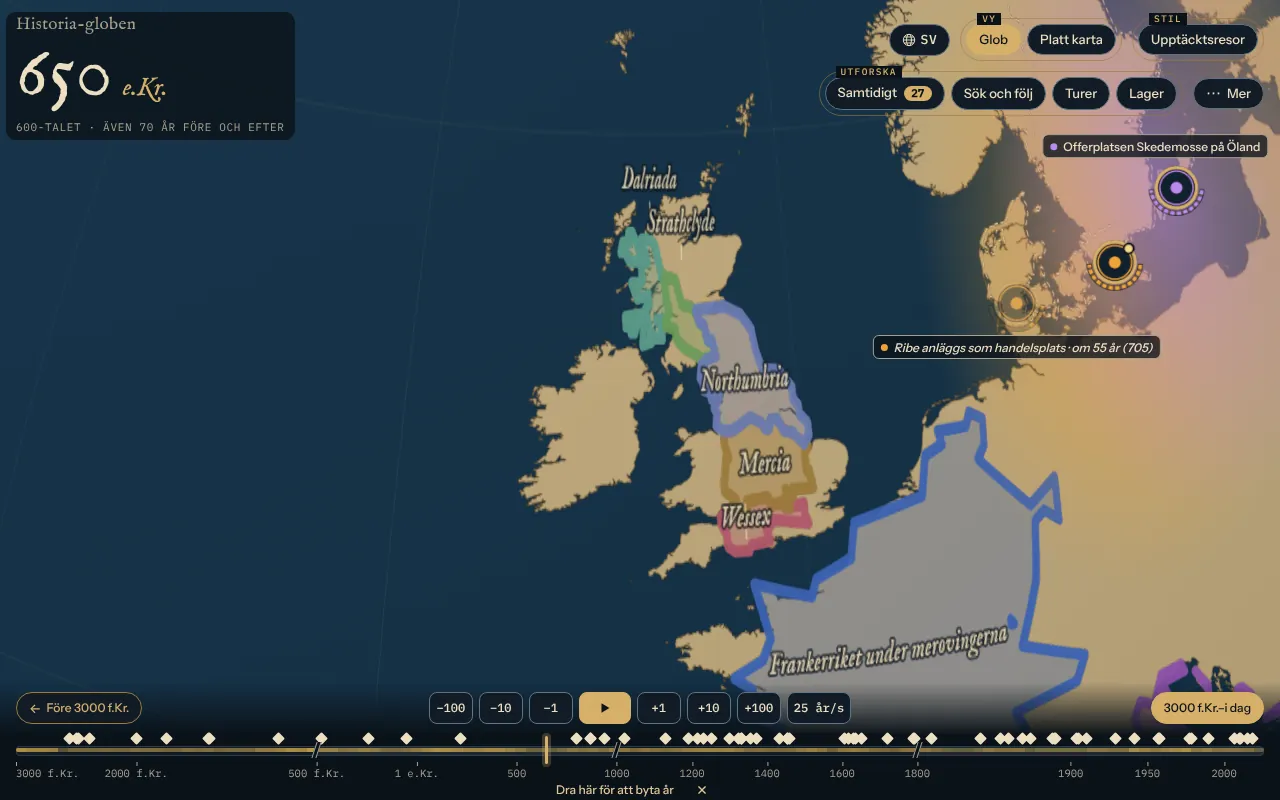 Historia-globen
650 e.Kr.
600-TALET · ÄVEN 70 ÅR FÖRE OCH EFTER
SV
VY
Glob
Platt karta
STIL
Upptäcktsresor
UTFORSKA
Samtidigt 27
Sök och följ
Turer
Lager
··· Mer
Offerplatsen Skedemosse på Öland
Dalriada
Strathclyde
Ribe anläggs som handelsplats · om 55 år (705)
Northumbria
Mercia
Wessex
Frankerriket under merovingerna
← Före 3000 f.Kr.
−100
−10
−1
+1
+10
+100
25 år/s
3000 f.Kr.–i dag
3000 f.Kr.
2000 f.Kr.
500 f.Kr.
1 e.Kr.
500
1000
1200
1400
1600
1800
1900
1950
2000
Dra här för att byta år ✕